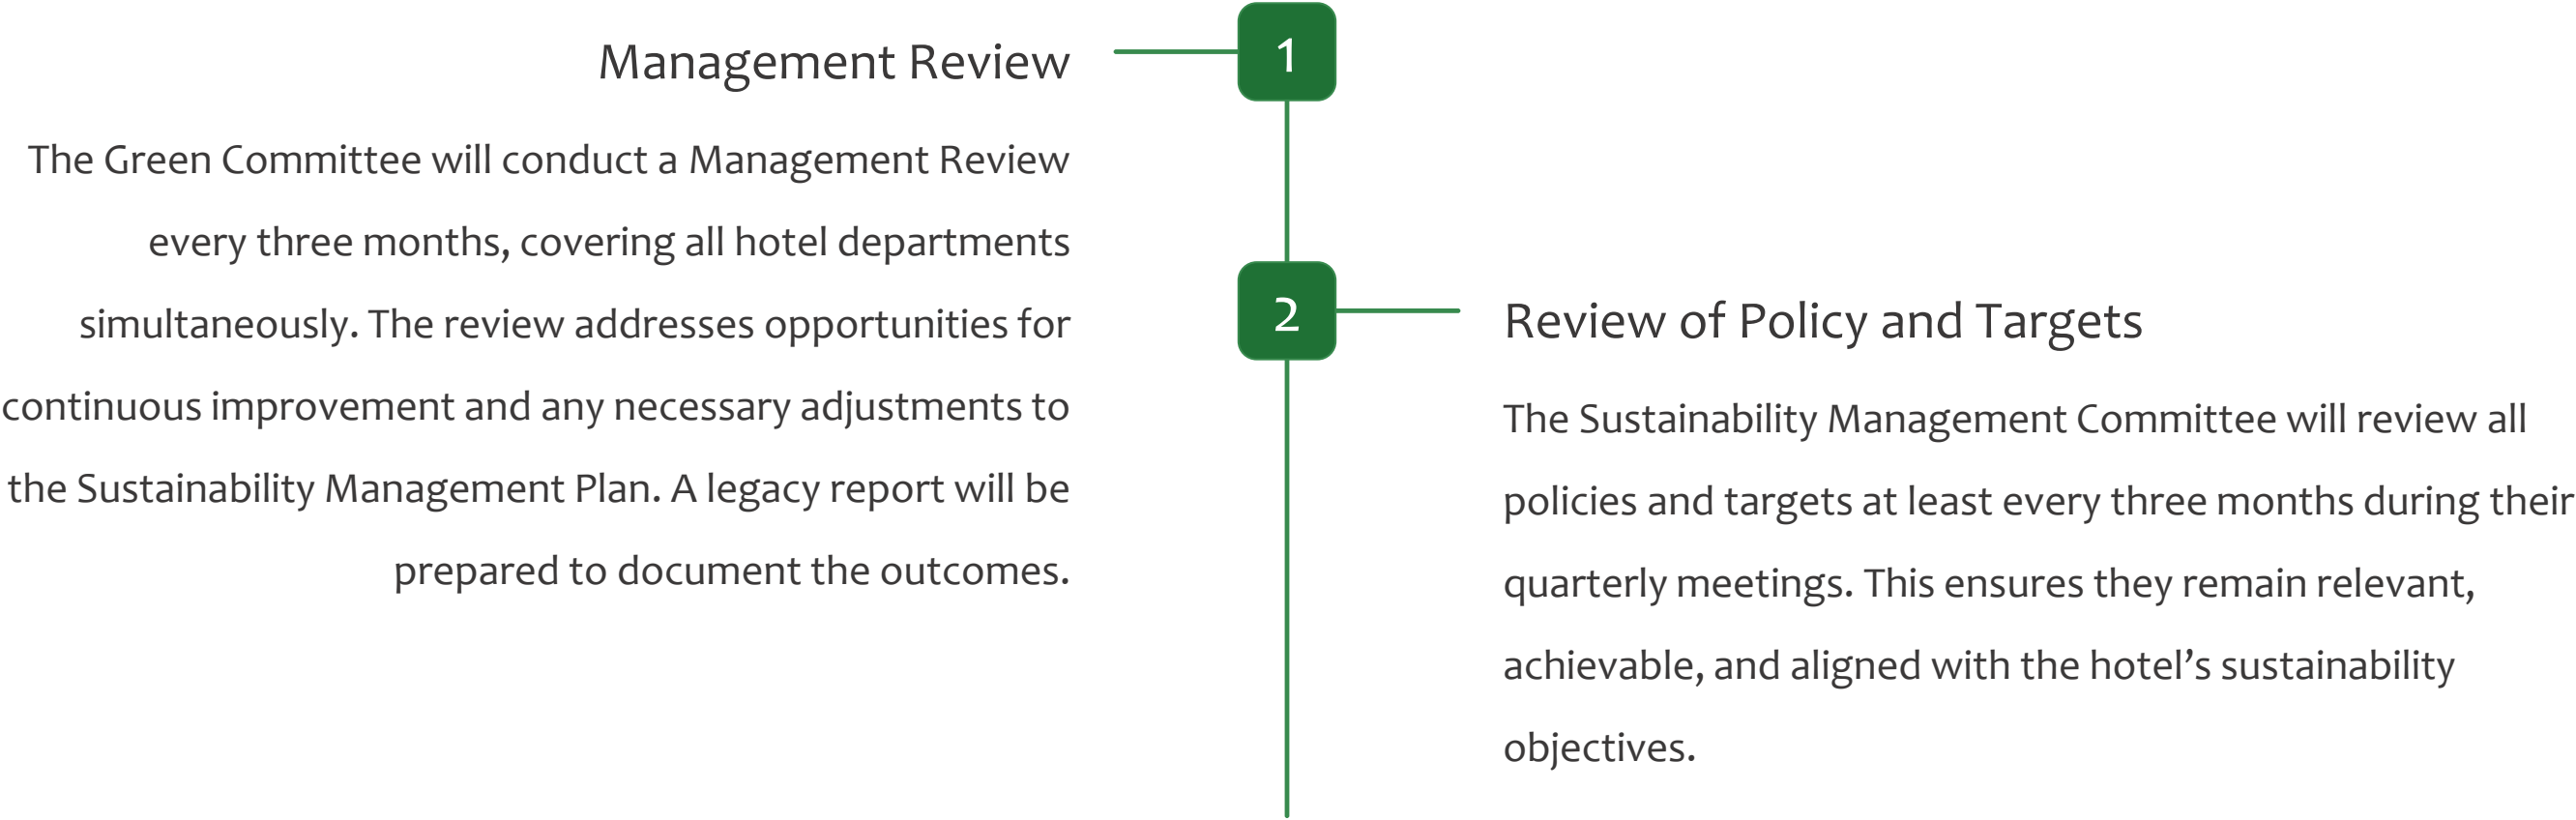 1
Management Review
The Green Committee will conduct a Management Review
every three months, covering all hotel departments
simultaneously. The review addresses opportunities for
continuous improvement and any necessary adjustments to
the Sustainability Management Plan. A legacy report will be
prepared to document the outcomes.
2
Review of Policy and Targets
The Sustainability Management Committee will review all
policies and targets at least every three months during their
quarterly meetings. This ensures they remain relevant,
achievable, and aligned with the hotel’s sustainability
objectives.